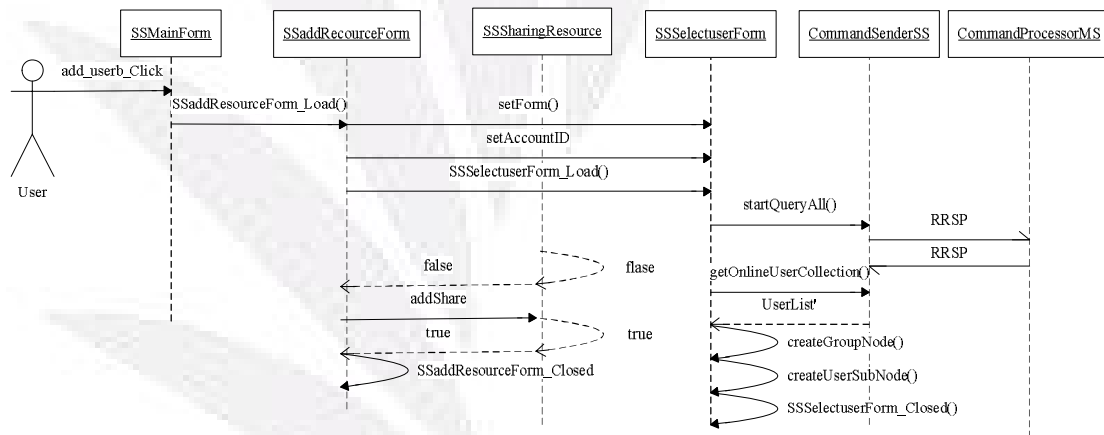 SSMainForm
SSaddRecourceForm
SSSharingResource
SSSelectuserForm
CommandSenderSS
CommandProcessorMS
add_userb_Click
SSaddResourceForm_Load()
setForm()
setAccountID
User
SSSelectuserForm_Load()
startQueryAll()
RRSP
RRSP
false
flase
getOnlineUserCollection()
addShare
UserList'
true
true
createGroupNode()
SSaddResourceForm_Closed
createUserSubNode()
SSSelectuserForm_Closed()